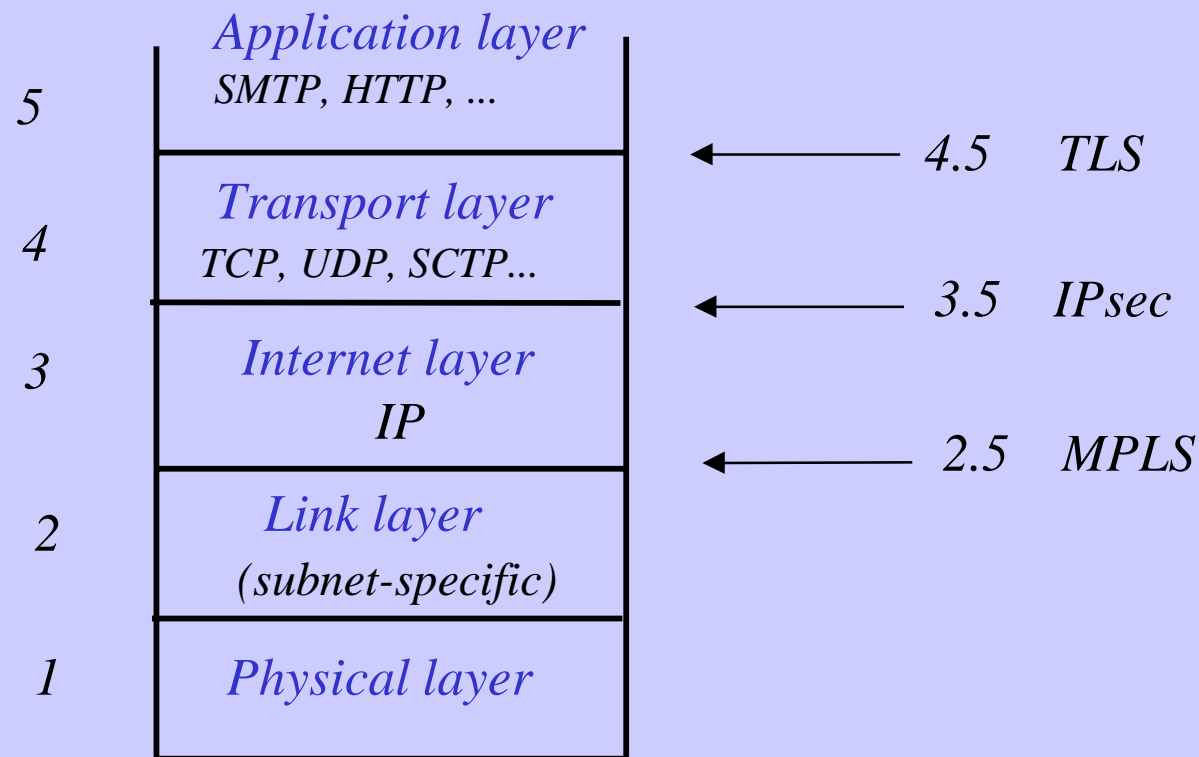 Application layer
SMTP, HTTP, ...
5
4.5 TLS
Transport layer
4
TCP, UDP, SCTP...
3.5 IPsec
Internet layer
3
IP
2.5 MPLS
Link layer
2
(subnet-specific)
1
Physical layer